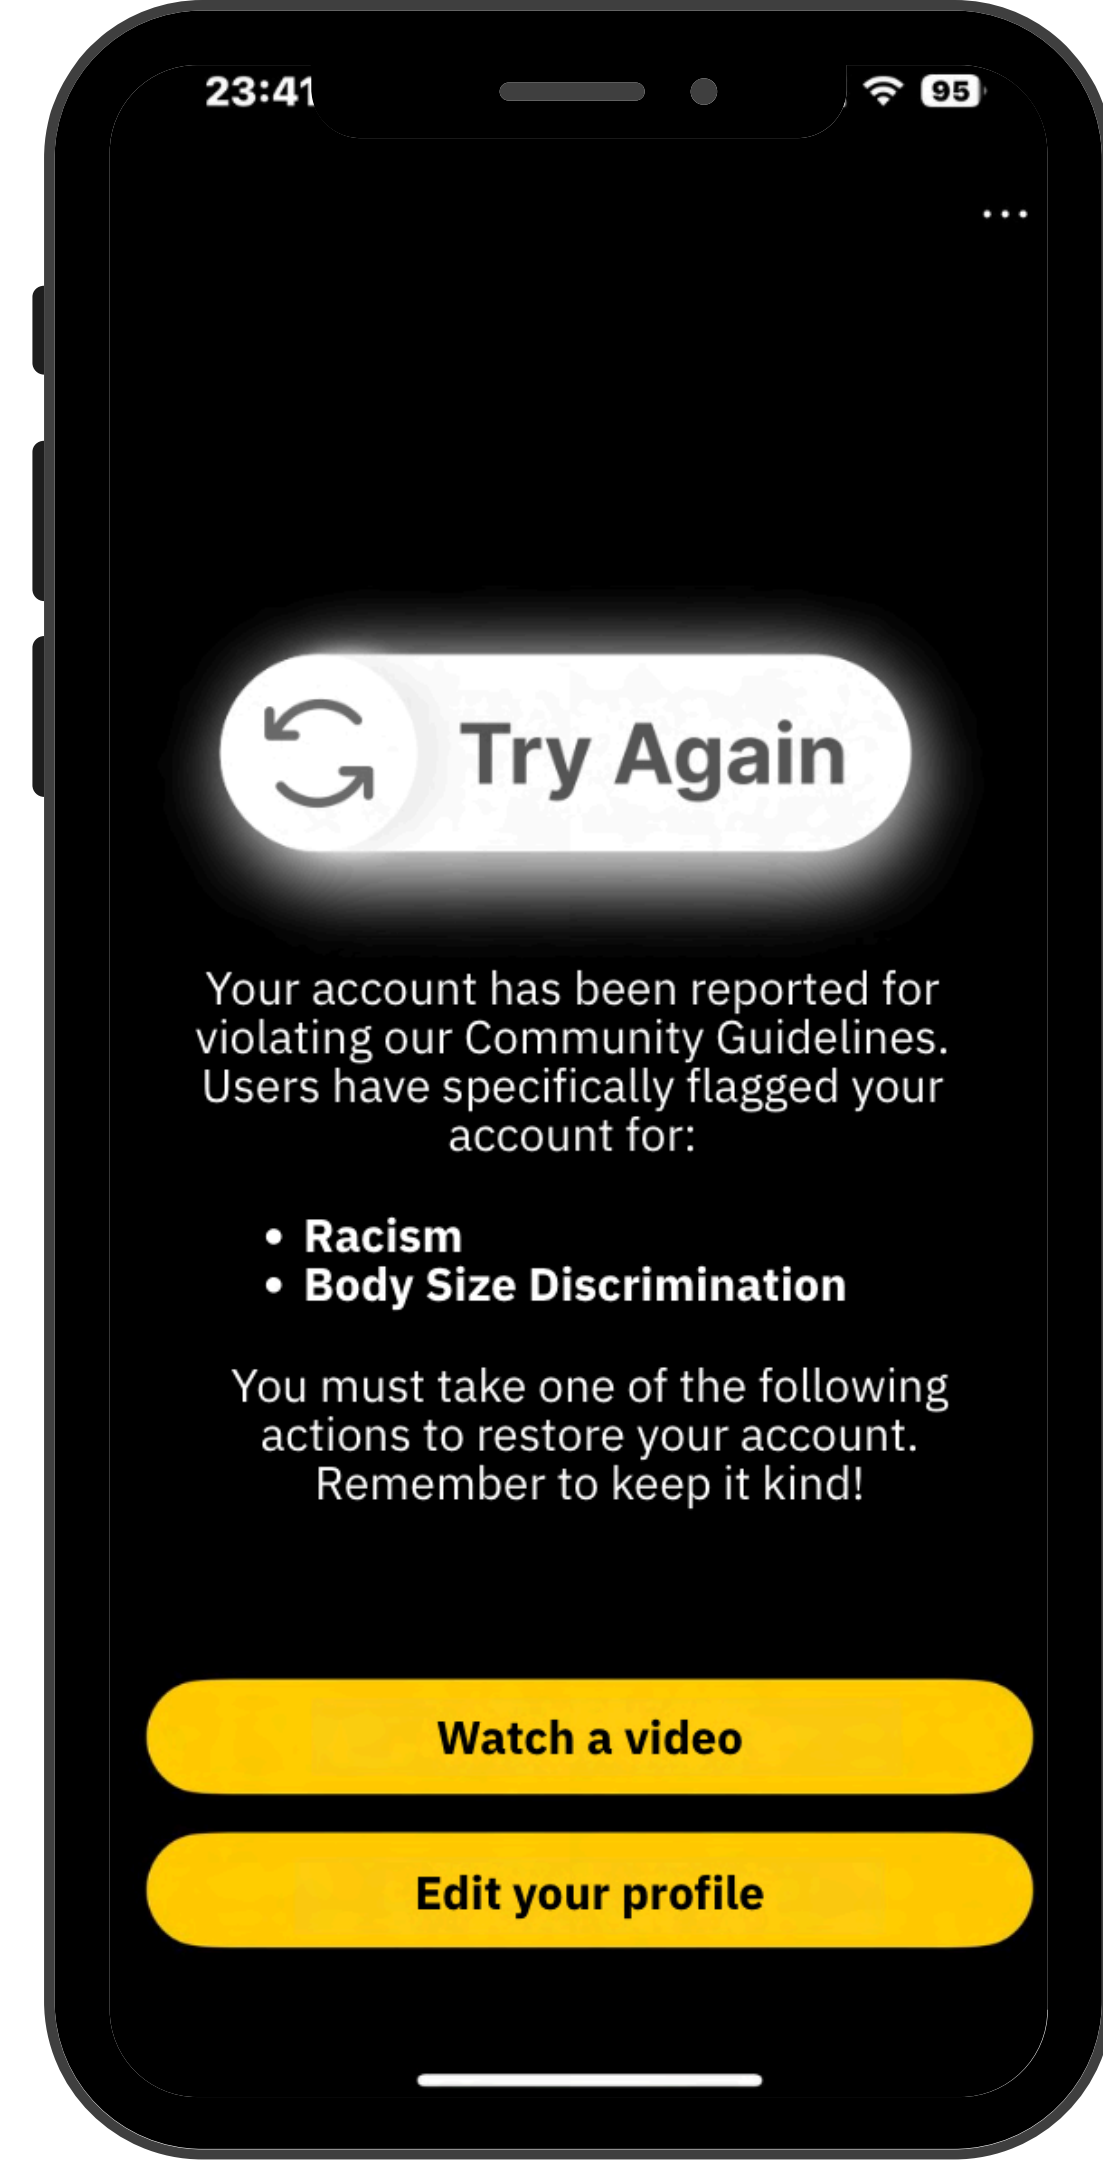 23:41
95
Try Again
Your account has been reported for
violating our Community Guidelines.
Users have specifically flagged your
account for:
• Racism
• Body Size Discrimination
You must take one of the following
actions to restore your account.
Remember to keep it kind!
Watch a video
Edit your profile